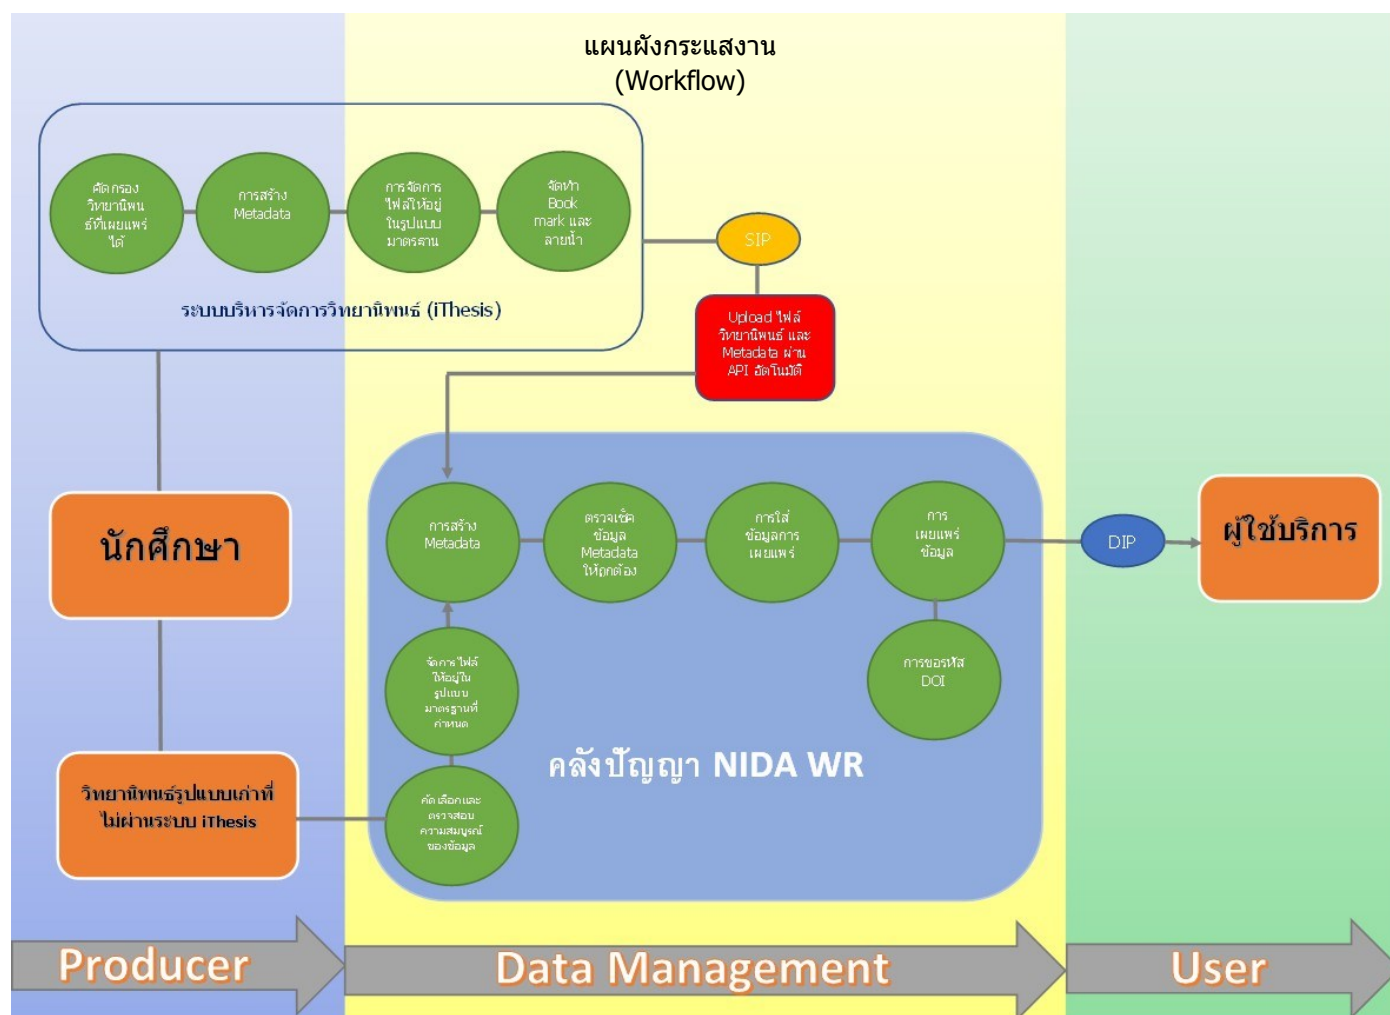 แผนผังกระแสงาน
(Workflow)
คัดกรอง
วิทยานิพน
ธ์ที่เผยแพร่
ได้
การสร้าง
Metadata
การจัดการ
ไฟล์ให้อยู่
ในรูปแบบ
มาตรฐาน
จัดทำ
Book
mark และ
ลายน้ำ
ระบบบริหารจัดการวิทยานิพนธ์ (iThesis)
SIP
Upload ไฟล์
วิทยานิพนธ์ และ
Metadata ผ่าน
API อัตโนมัติ
นักศึกษา
การสร้าง
Metadata
ตรวจเช็ค
ข้อมูล
Metadata
ให้ถูกต้อง
การใส่
ข้อมูลการ
เผยแพร่
การ
เผยแพร่
ข้อมูล
DIP
ผู้ใช้บริการ
จัดการไฟล์
ให้อยู่ใน
รูปแบบ
มาตรฐานที่
กำหนด
การขอรหัส
DOI
คลังปัญญา NIDA WR
วิทยานิพนธ์รูปแบบเก่าที่
ไม่ผ่านระบบ iThesis
คัดเลือกและ
ตรวจสอบ
ความสมบูรณ์
ของข้อมูล
Producer
Data Management
User